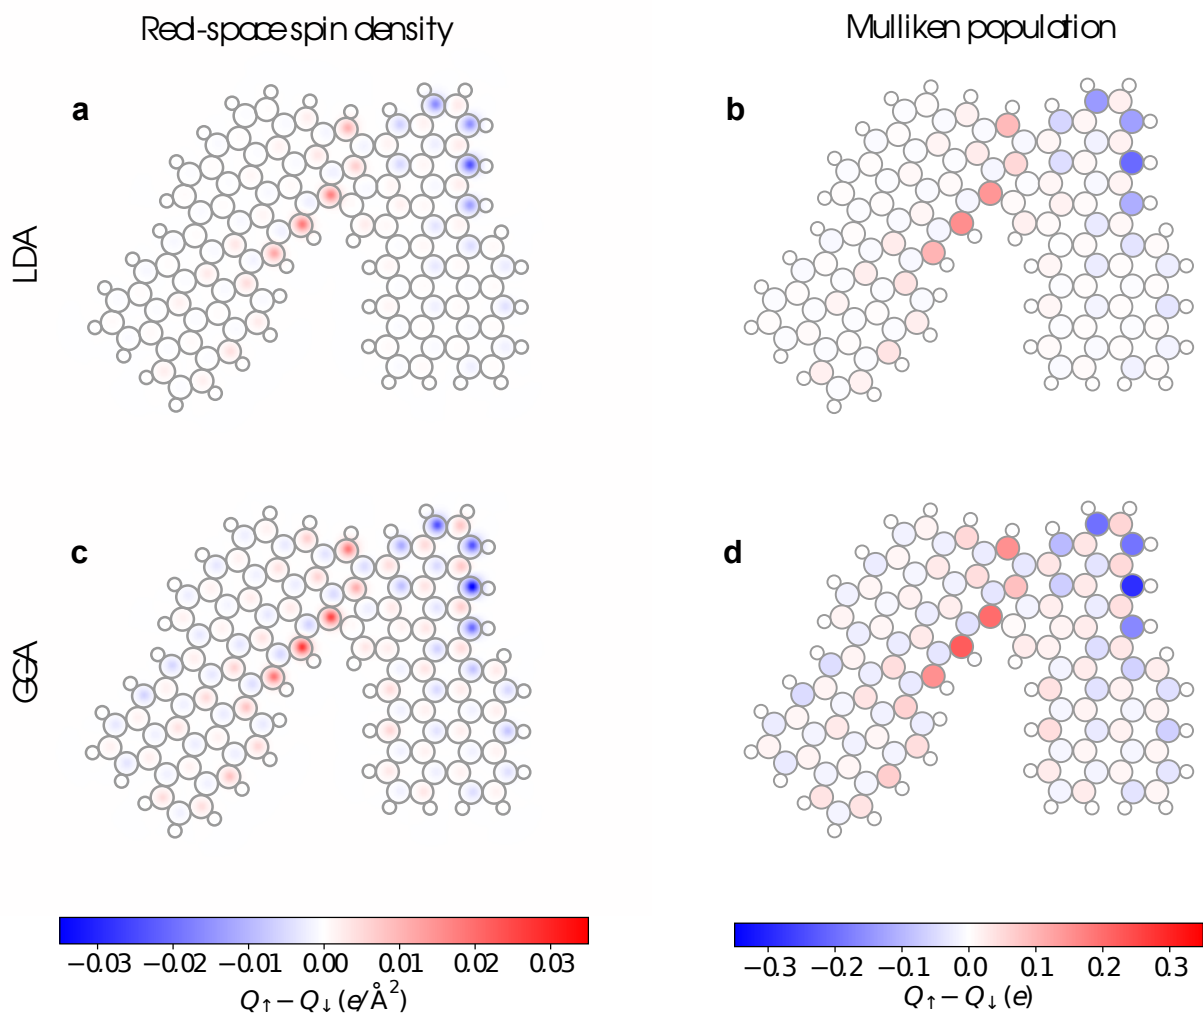 Real-space spin density
Mulliken population
a
b
LDA
c
d
GGA
−0.03 −0.02 −0.01 0.00 0.01 0.02 0.03
Q↑ − Q↓ (e/Å²)
−0.3 −0.2 −0.1 0.0 0.1 0.2 0.3
Q↑ − Q↓ (e)